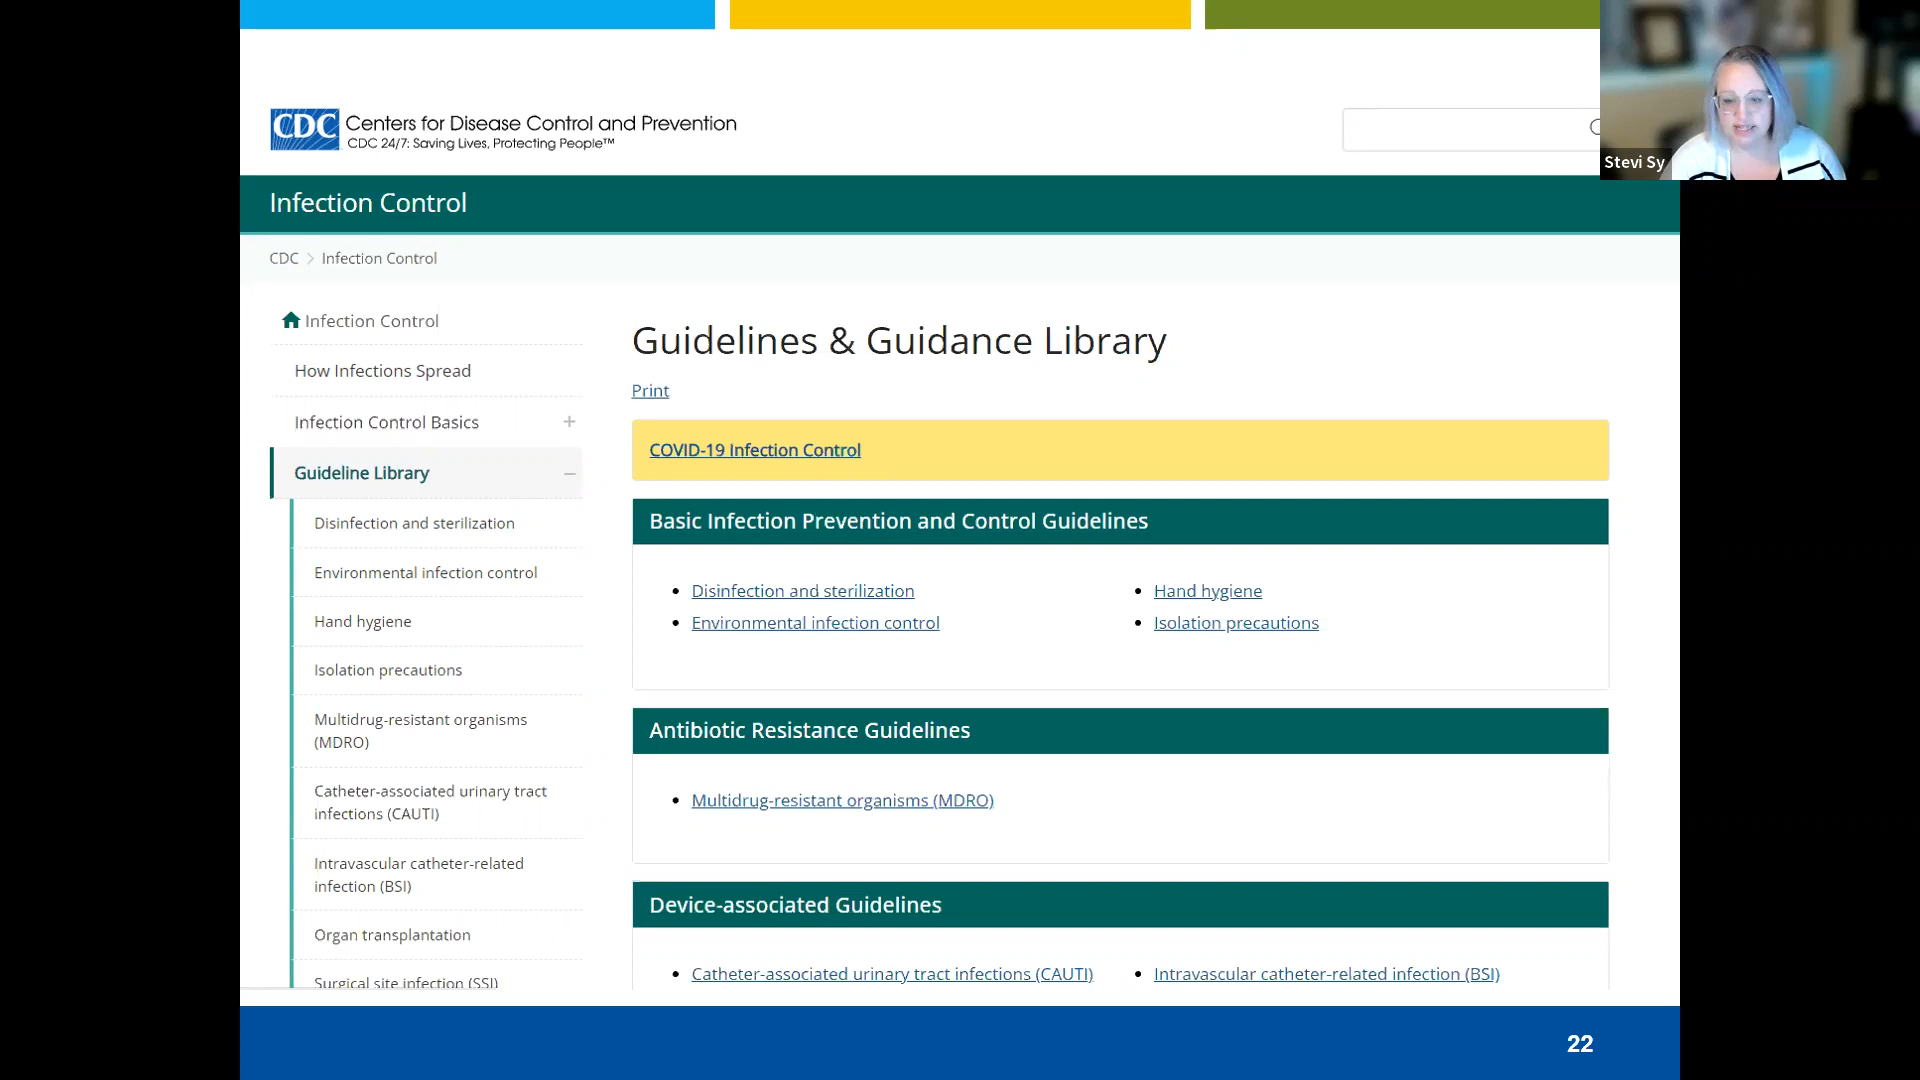 CDC Centers for Disease Control and Prevention
CDC 24/7: Saving Lives, Protecting People™
Stevi Sy
Infection Control
CDC > Infection Control
Infection Control
How Infections Spread
Infection Control Basics +
Guideline Library –
Disinfection and sterilization
Environmental infection control
Hand hygiene
Isolation precautions
Multidrug-resistant organisms
(MDRO)
Catheter-associated urinary tract
infections (CAUTI)
Intravascular catheter-related
infection (BSI)
Organ transplantation
Surgical site infection (SSI)
Guidelines & Guidance Library
Print
COVID-19 Infection Control
Basic Infection Prevention and Control Guidelines
• Disinfection and sterilization
• Environmental infection control
• Hand hygiene
• Isolation precautions
Antibiotic Resistance Guidelines
• Multidrug-resistant organisms (MDRO)
Device-associated Guidelines
• Catheter-associated urinary tract infections (CAUTI)
• Intravascular catheter-related infection (BSI)
22